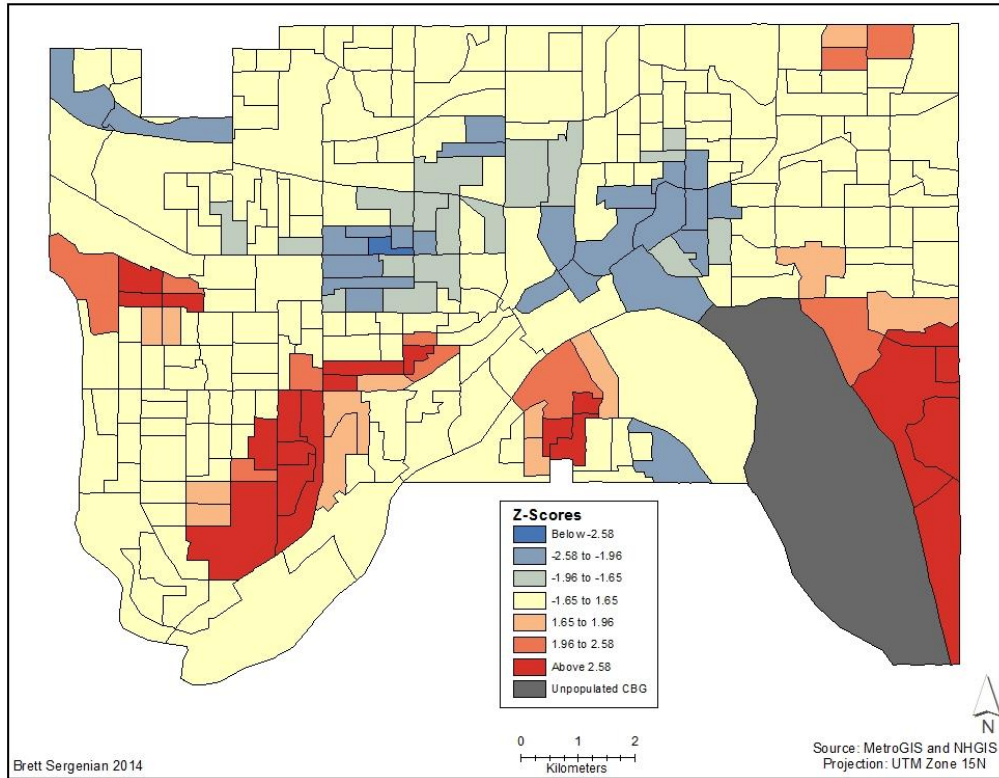 Z-Scores
Below -2.58
-2.58 to -1.96
-1.96 to -1.65
-1.65 to 1.65
1.65 to 1.96
1.96 to 2.58
Above 2.58
Unpopulated CBG
N
0 1 2
Kilometers
Brett Sergenian 2014
Source: MetroGIS and NHGIS
Projection: UTM Zone 15N